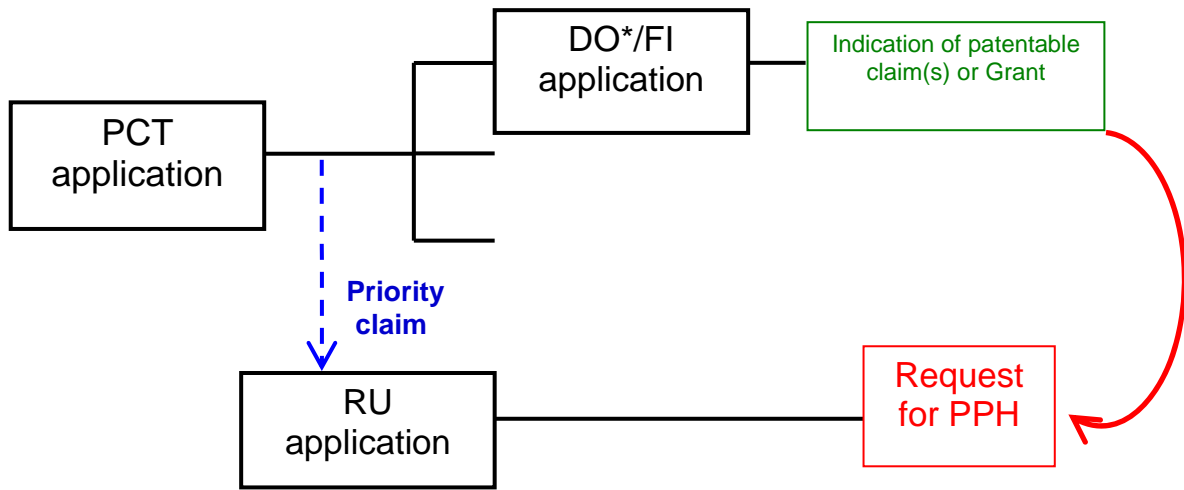 DO*/FI
application
Indication of patentable
claim(s) or Grant
PCT
application
Priority
claim
RU
application
Request
for PPH